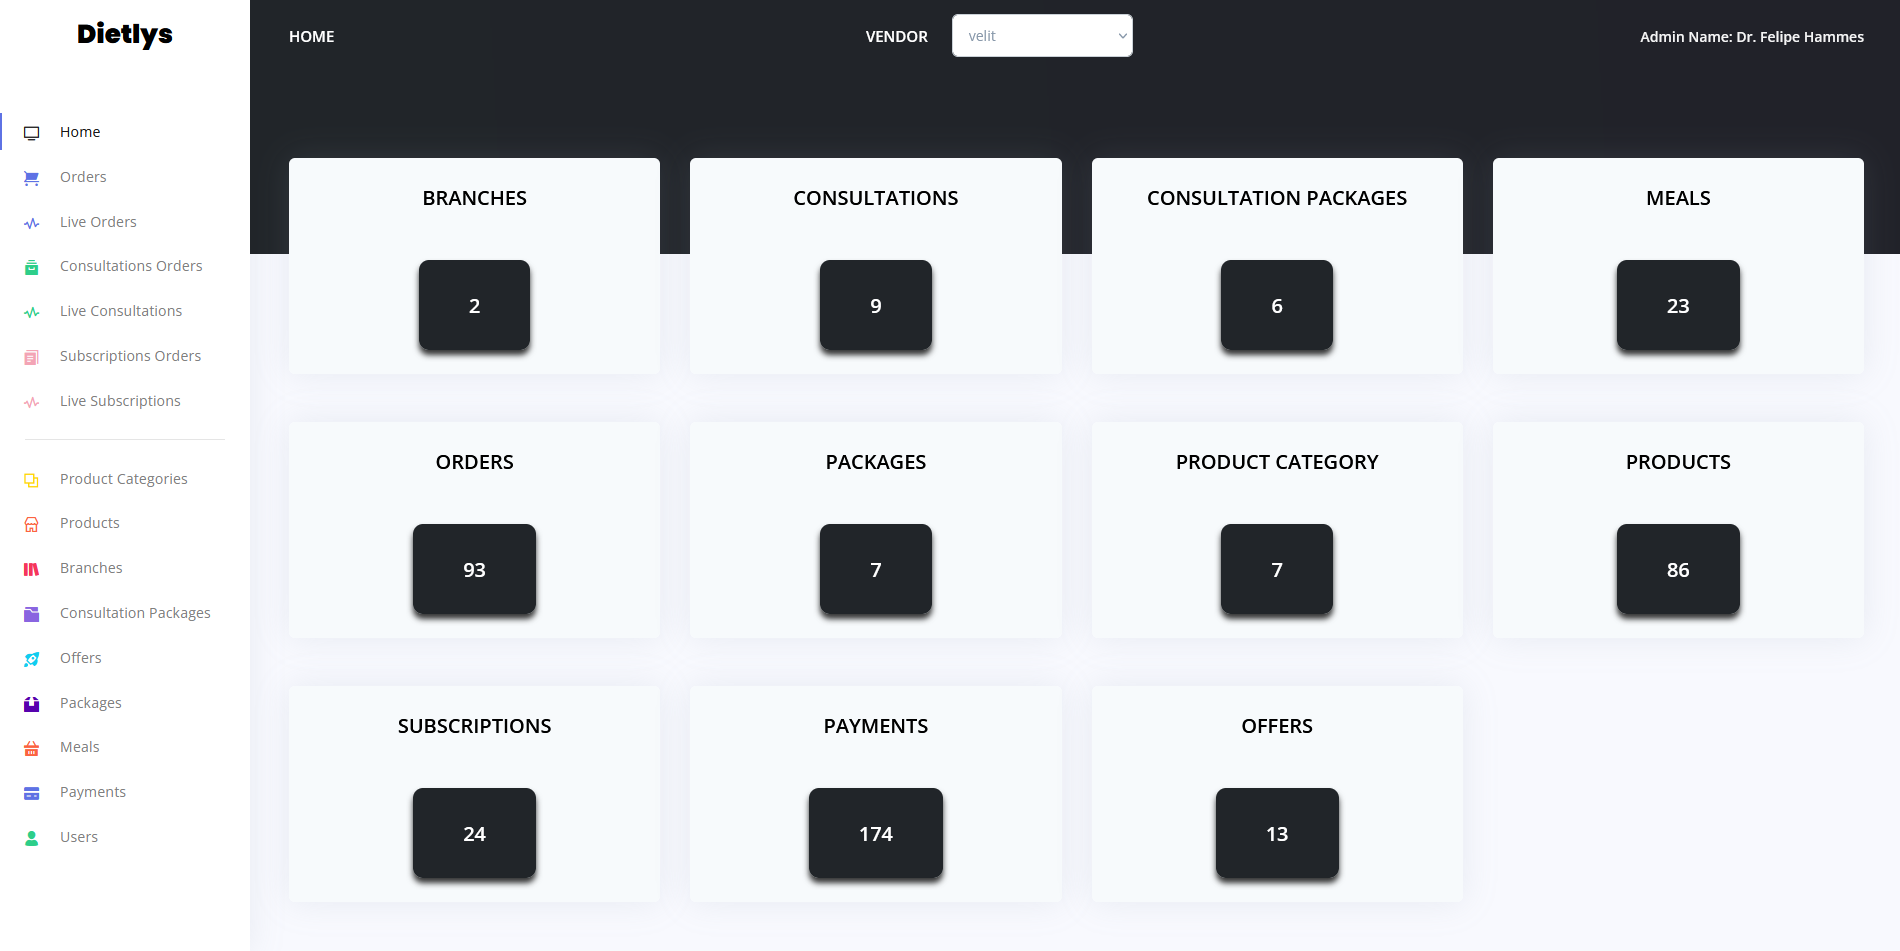 Dietlys
HOME
VENDOR
velit
Admin Name: Dr. Felipe Hammes
Home
Orders
Live Orders
Consultations Orders
Live Consultations
Subscriptions Orders
Live Subscriptions
Product Categories
Products
Branches
Consultation Packages
Offers
Packages
Meals
Payments
Users
BRANCHES
2
CONSULTATIONS
9
CONSULTATION PACKAGES
6
MEALS
23
ORDERS
93
PACKAGES
7
PRODUCT CATEGORY
7
PRODUCTS
86
SUBSCRIPTIONS
24
PAYMENTS
174
OFFERS
13